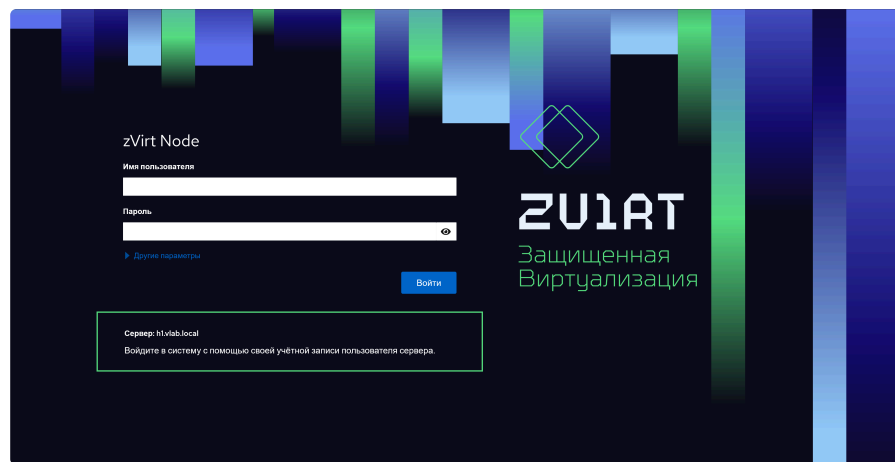 zVirt Node
Имя пользователя
Пароль
Другие параметры
Войти
Сервер: h1.vlab.local
Войдите в систему с помощью своей учётной записи пользователя сервера.
ZV1RT
Защищенная
Виртуализация